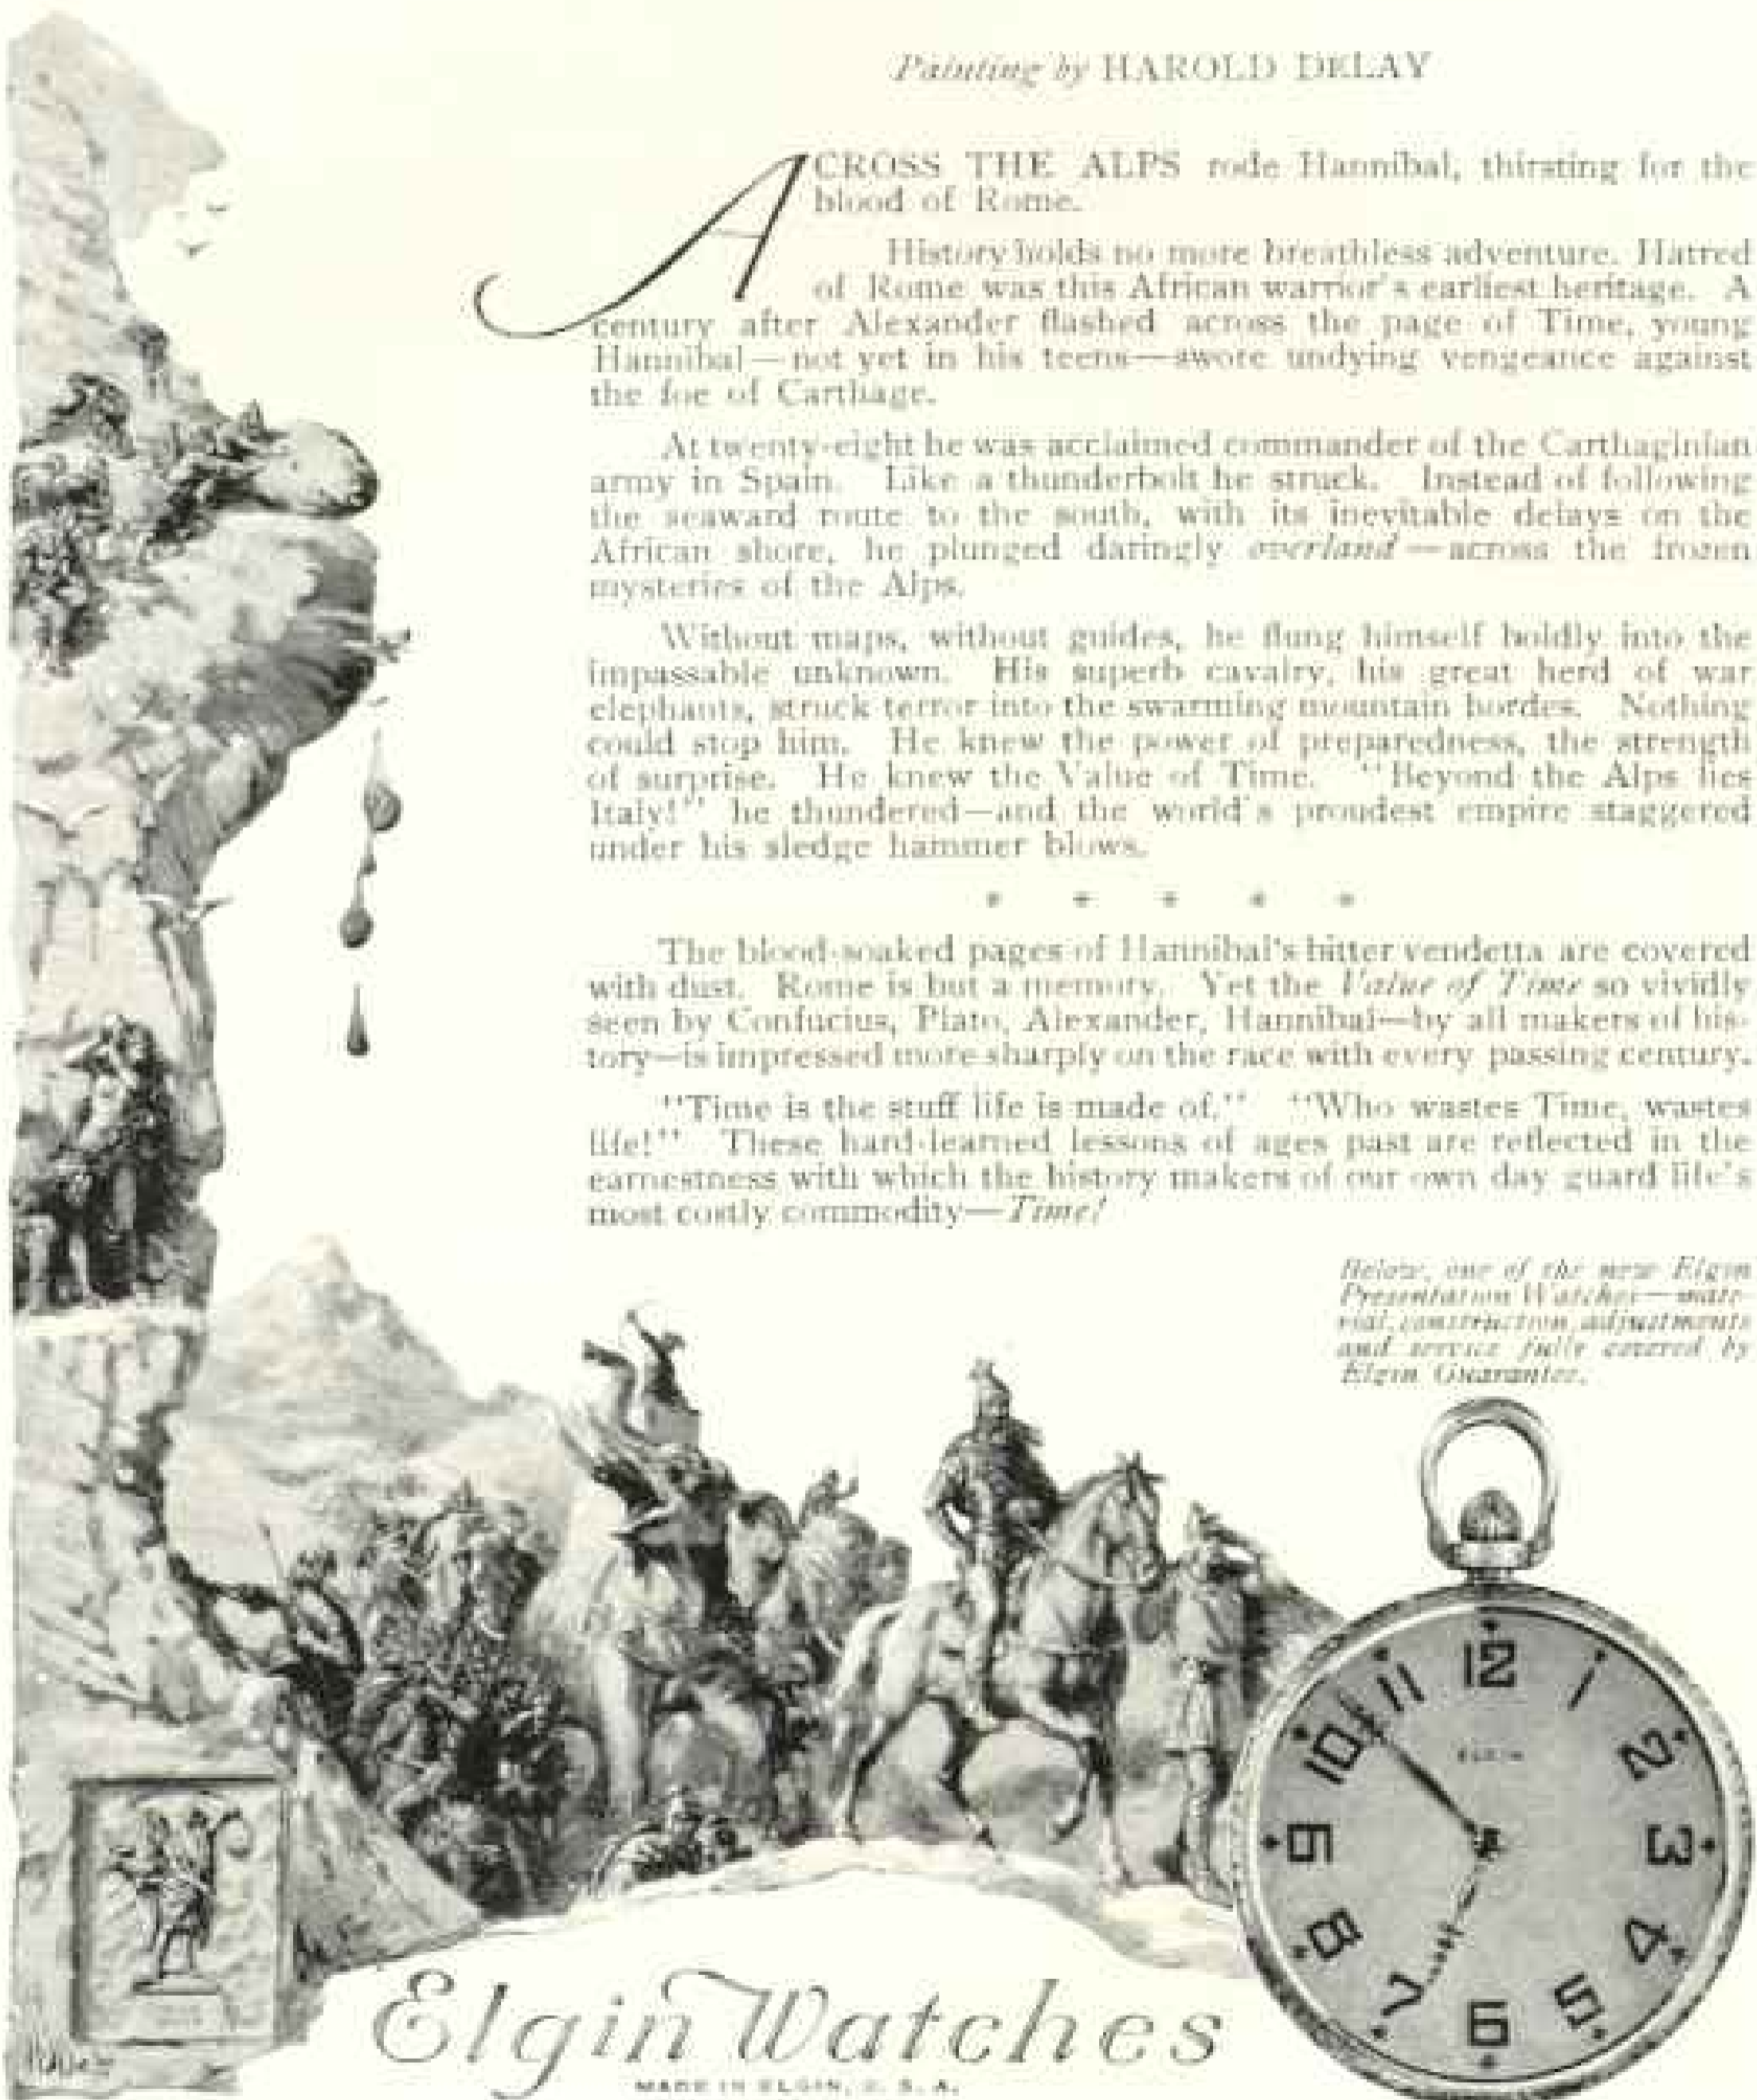 Painting by HAROLD DELAY
ACROSS THE ALPS rode Hannibal, thirsting for the
blood of Rome.
History holds no more breathless adventure. Hatred
of Rome was this African warrior's earliest heritage. A
century after Alexander flashed across the page of Time, young
Hannibal—not yet in his teens—swore undying vengeance against
the foe of Carthage.
At twenty-eight he was acclaimed commander of the Carthaginian
army in Spain. Like a thunderbolt he struck. Instead of following
the seaward route to the south, with its inevitable delays on the
African shore, he plunged daringly overland—across the frozen
mysteries of the Alps.
Without maps, without guides, he flung himself boldly into the
impassable unknown. His superb cavalry, his great herd of war
elephants, struck terror into the swarming mountain hordes. Nothing
could stop him. He knew the power of preparedness, the strength
of surprise. He knew the Value of Time. "Beyond the Alps lies
Italy!" he thundered—and the world's proudest empire staggered
under his sledge hammer blows.
* * * * *
The blood-soaked pages of Hannibal's bitter vendetta are covered
with dust. Rome is but a memory. Yet the Value of Time so vividly
seen by Confucius, Plato, Alexander, Hannibal—by all makers of his-
tory—is impressed more sharply on the race with every passing century.
"Time is the stuff life is made of." "Who wastes Time, wastes
life!" These hard-learned lessons of ages past are reflected in the
earnestness with which the history makers of our own day guard life's
most costly commodity—Time!
Below, one of the new Elgin
Presentation Watches—mate-
rial, construction, adjustments
and service fully covered by
Elgin Guarantee.
12
1
2
3
4
5
6
7
8
9
10
11
ELGIN
Elgin Watches
MADE IN ELGIN, U. S. A.